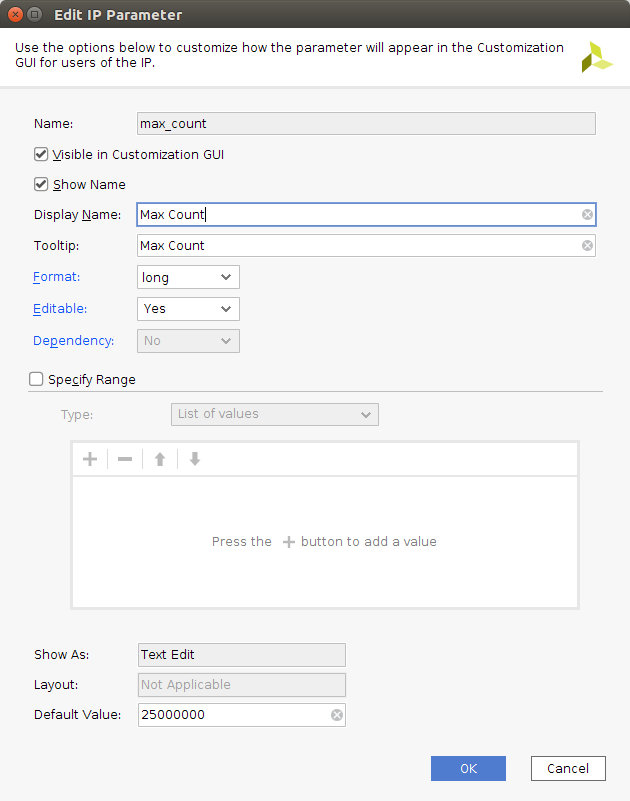 Edit IP Parameter
Use the options below to customize how the parameter will appear in the Customization
GUI for users of the IP.
Name: max_count
Visible in Customization GUI
Show Name
Display Name: Max Count
Tooltip: Max Count
Format: long
Editable: Yes
Dependency: No
Specify Range
Type: List of values
Press the + button to add a value
Show As: Text Edit
Layout: Not Applicable
Default Value: 25000000
OK Cancel